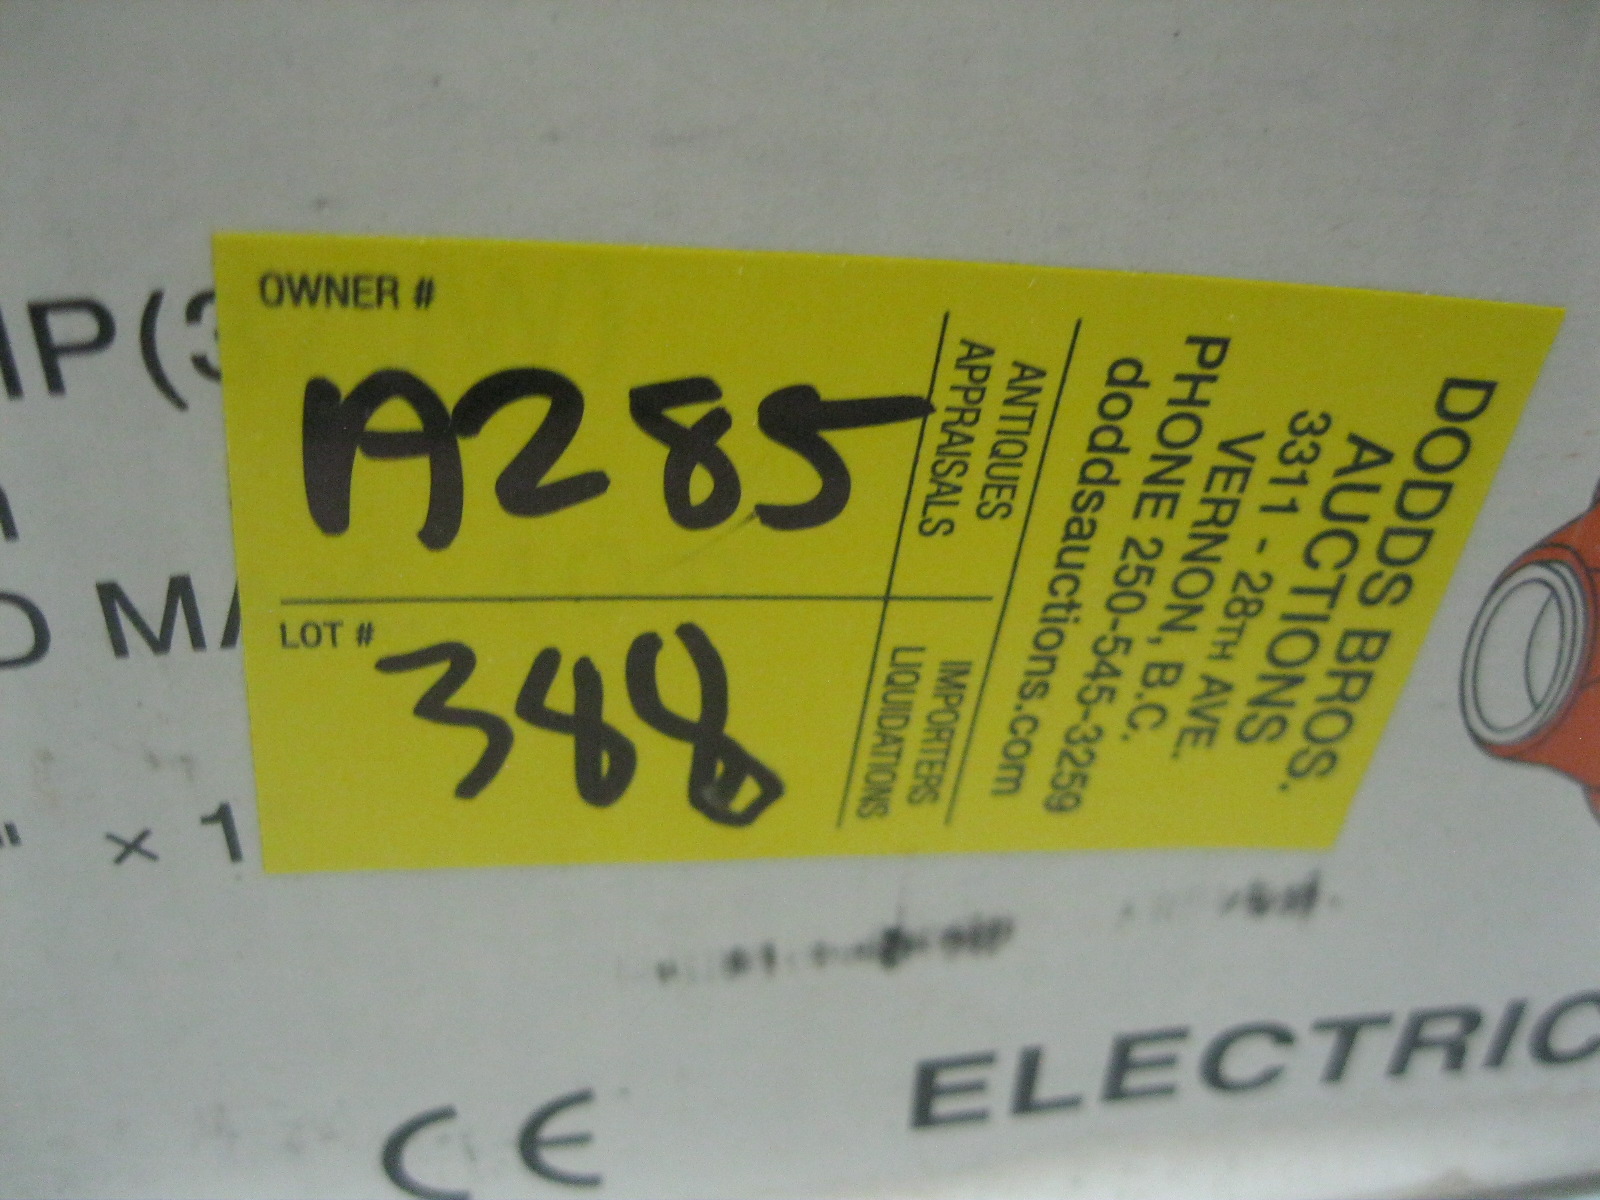 OWNER #
A285
LOT #
348
ANTIQUES
APPRAISALS
IMPORTERS
LIQUIDATIONS
DODDS BROS.
AUCTIONS
3311 - 28TH AVE.
VERNON, B.C.
PHONE 250-545-3259
doddsauctions.com
IP(3
D MA
" × 1
CE
ELECTRIC